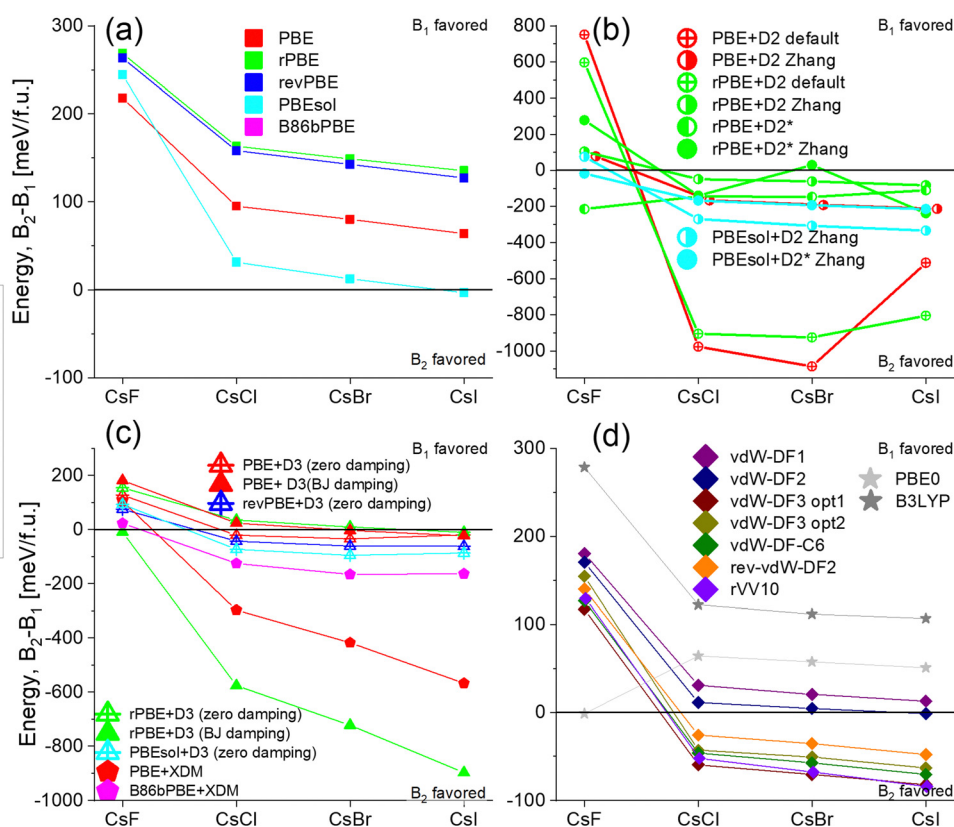 (a)
B1 favored
PBE
rPBE
revPBE
PBEsol
B86bPBE
Energy, B2-B1 [meV/f.u.]
300
200
100
0
-100
B2 favored
CsF
CsCl
CsBr
CsI
(b)
B1 favored
PBE+D2 default
PBE+D2 Zhang
rPBE+D2 default
rPBE+D2 Zhang
rPBE+D2*
rPBE+D2* Zhang
PBEsol+D2 Zhang
PBEsol+D2* Zhang
800
600
400
200
0
-200
-400
-600
-800
-1000
B2 favored
CsF
CsCl
CsBr
CsI
(c)
B1 favored
PBE+D3 (zero damping)
PBE+ D3(BJ damping)
revPBE+D3 (zero damping)
Energy, B2-B1 [meV/f.u.]
200
0
-200
-400
-600
-800
-1000
rPBE+D3 (zero damping)
rPBE+D3 (BJ damping)
PBEsol+D3 (zero damping)
PBE+XDM
B86bPBE+XDM
B2 favored
CsF
CsCl
CsBr
CsI
(d)
B1 favored
vdW-DF1
vdW-DF2
vdW-DF3 opt1
vdW-DF3 opt2
vdW-DF-C6
rev-vdW-DF2
rVV10
PBE0
B3LYP
300
200
100
0
-100
B2 favored
CsF
CsCl
CsBr
CsI